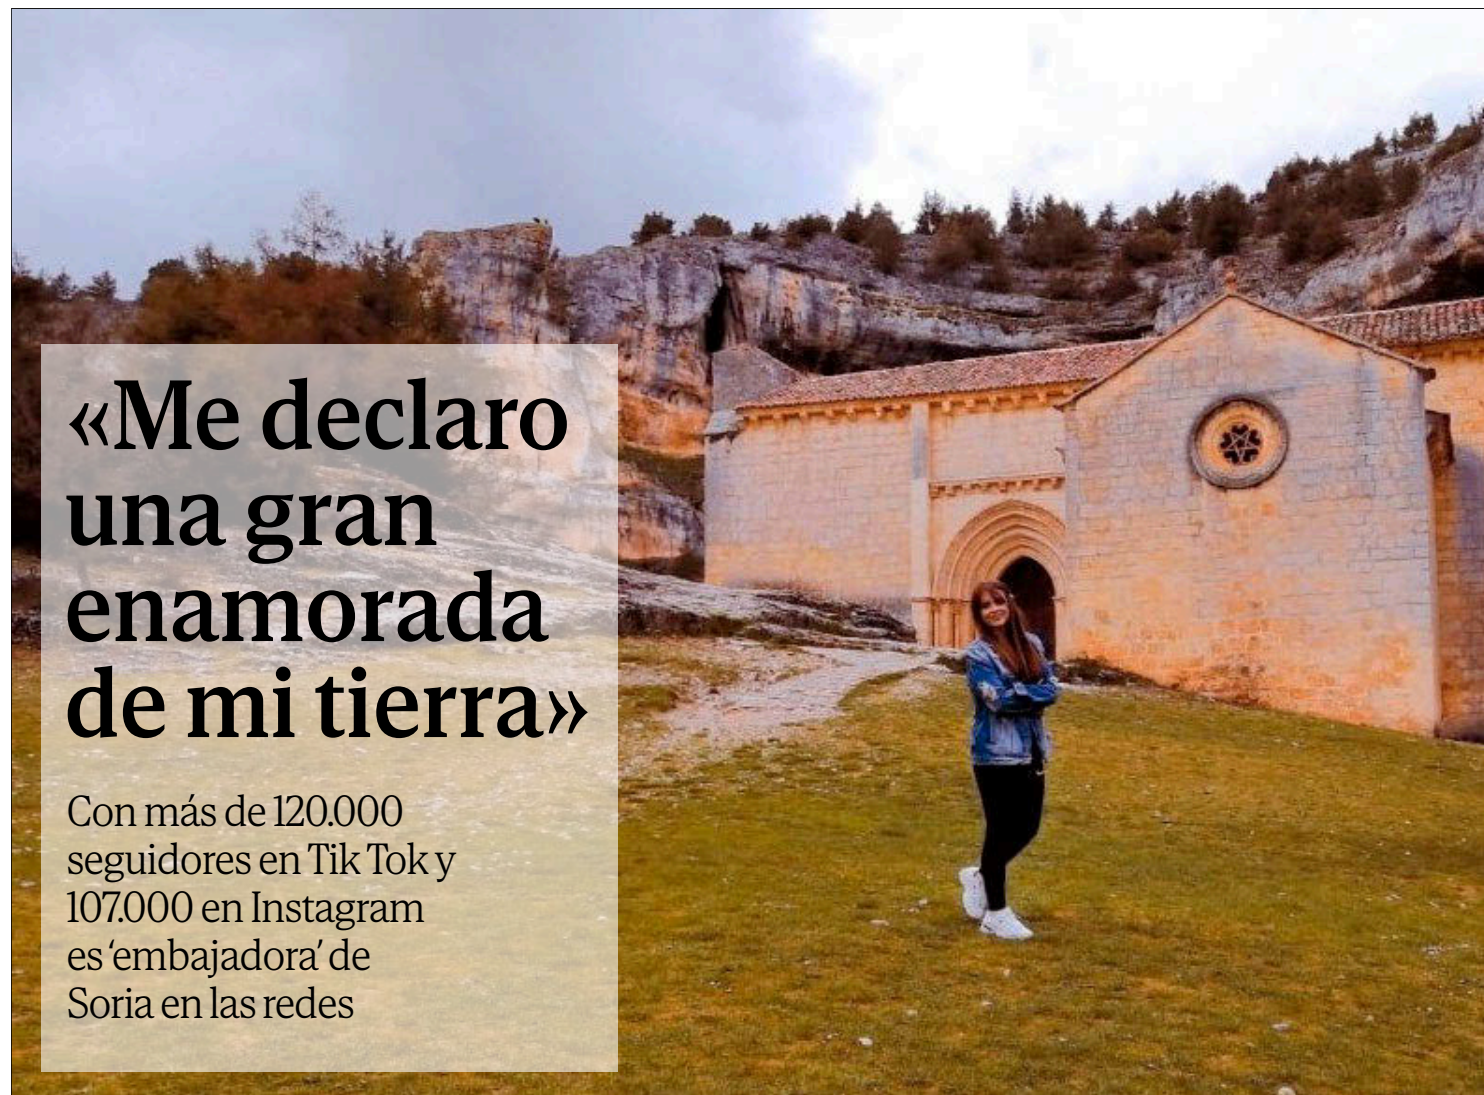 «Me declaro
una gran
enamorada
de mi tierra»
Con más de 120.000
seguidores en Tik Tok y
107.000 en Instagram
es ‘embajadora’ de
Soria en las redes